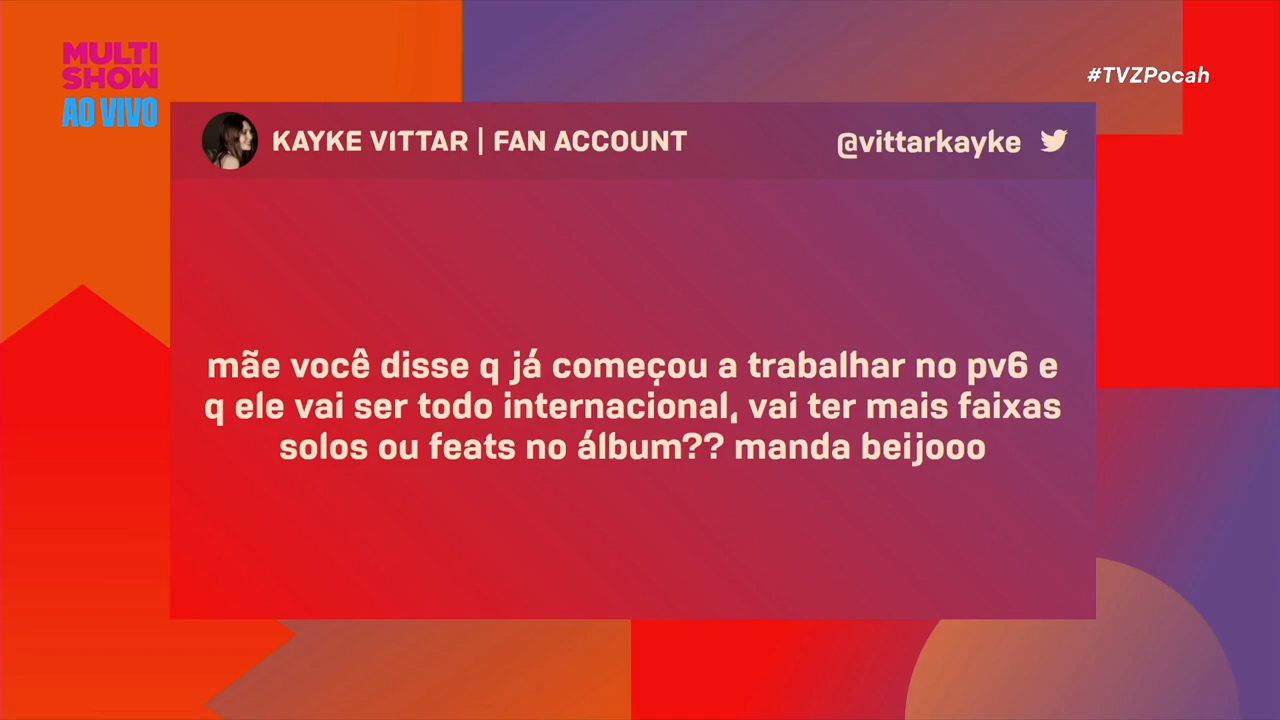 MULTI
SHOW
AO VIVO
#TVZPocah
KAYKE VITTAR | FAN ACCOUNT
@vittarkayke
mãe você disse q já começou a trabalhar no pv6 e
q ele vai ser todo internacional, vai ter mais faixas
solos ou feats no álbum?? manda beijooo